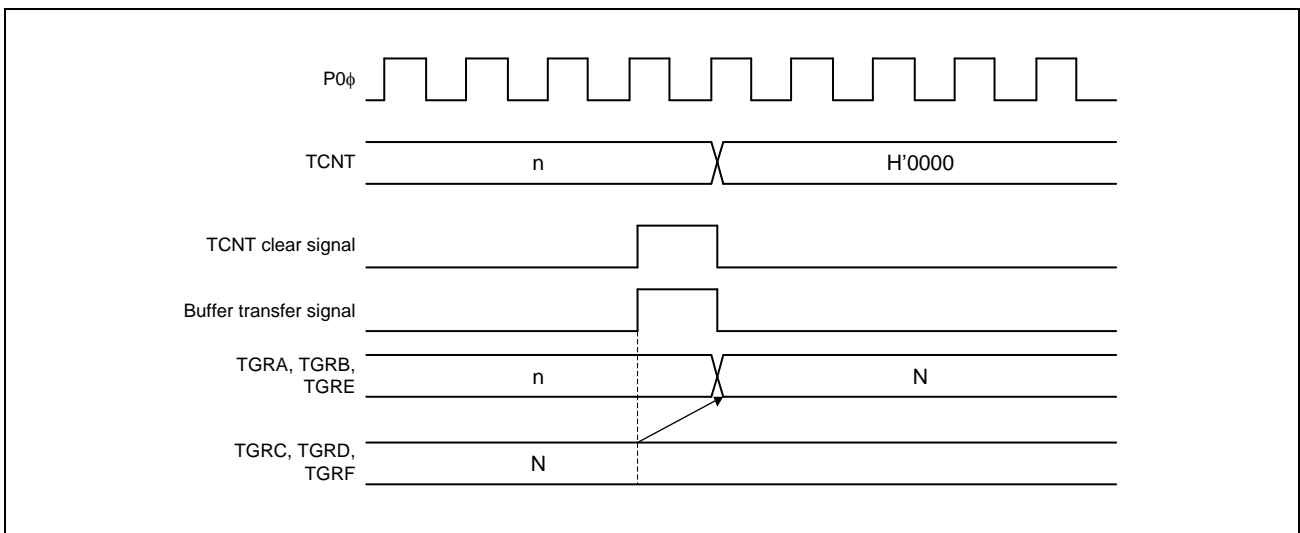 P0ϕ
TCNT
n
H’0000
TCNT clear signal
Buffer transfer signal
TGRA, TGRB,
TGRE
n
N
TGRC, TGRD,
TGRF
N